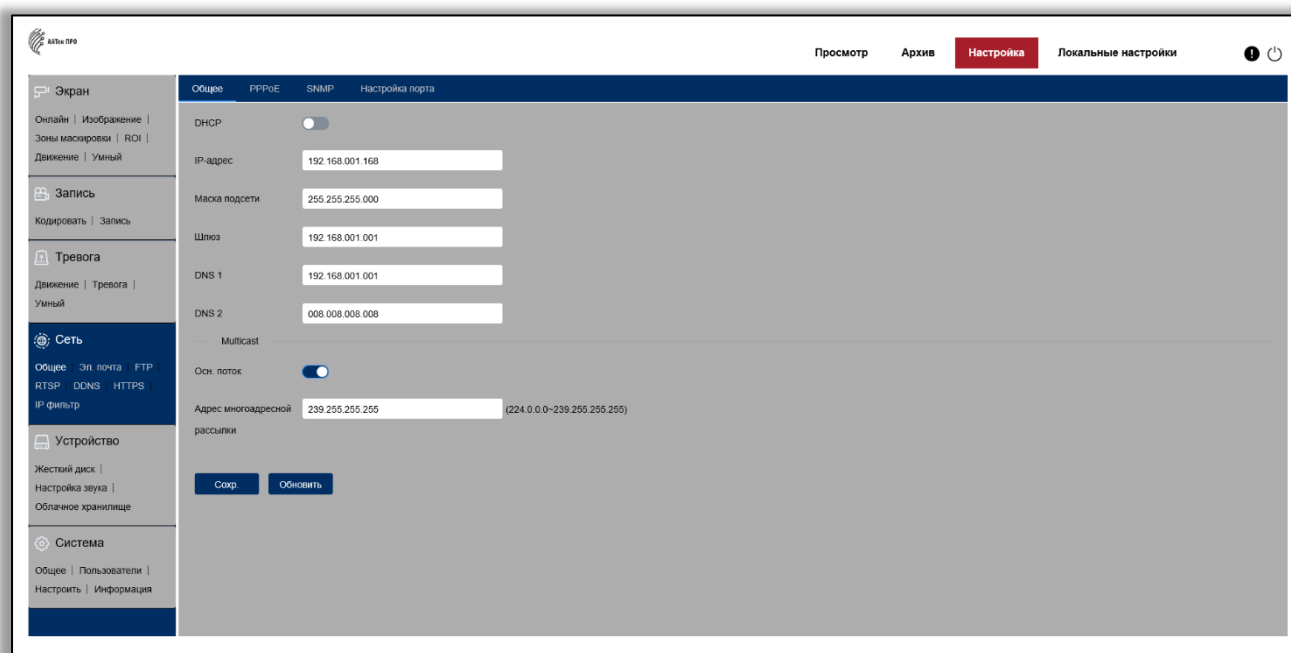 АйТек ПРО
Просмотр Архив Настройка Локальные настройки
Экран
Онлайн | Изображение |
Зоны маскировки | ROI |
Движение | Умный
Запись
Кодировать | Запись
Тревога
Движение | Тревога |
Умный
Сеть
Общее | Эл. почта | FTP |
RTSP | DDNS | HTTPS |
IP фильтр
Устройство
Жесткий диск |
Настройка звука |
Облачное хранилище
Система
Общее | Пользователи |
Настроить | Информация
Общее PPPoE SNMP Настройка порта
DHCP
IP-адрес 192.168.001.168
Маска подсети 255.255.255.000
Шлюз 192.168.001.001
DNS 1 192.168.001.001
DNS 2 008.008.008.008
Multicast
Осн. поток
Адрес многоадресной 239.255.255.255 (224.0.0.0~239.255.255.255)
рассылки
Сохр. Обновить